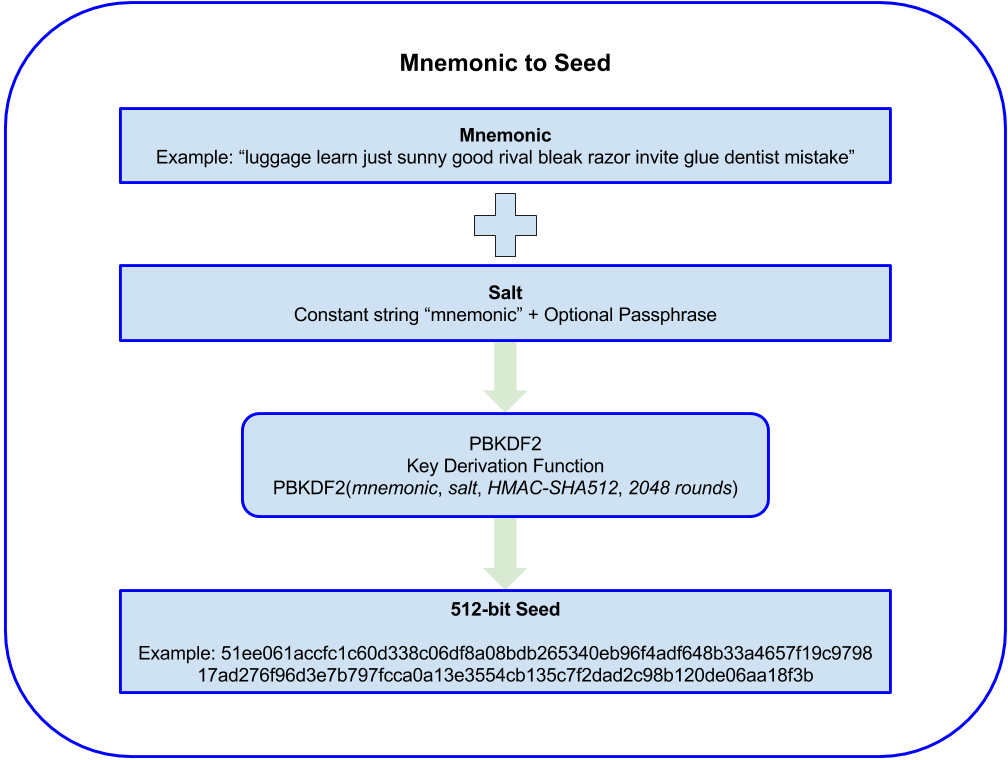 Mnemonic to Seed
Mnemonic
Example: “luggage learn just sunny good rival bleak razor invite glue dentist mistake”
Salt
Constant string “mnemonic” + Optional Passphrase
PBKDF2
Key Derivation Function
PBKDF2(mnemonic, salt, HMAC-SHA512, 2048 rounds)
512-bit Seed
Example: 51ee061accfc1c60d338c06df8a08bdb265340eb96f4adf648b33a4657f19c9798
17ad276f96d3e7b797fcca0a13e3554cb135c7f2dad2c98b120de06aa18f3b